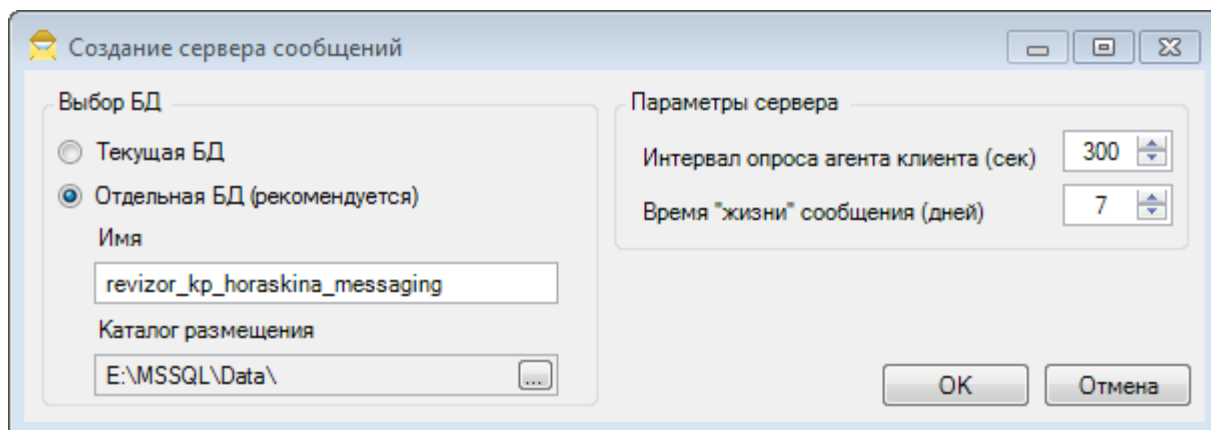 Создание сервера сообщений
Выбор БД
Текущая БД
Отдельная БД (рекомендуется)
Имя
revizor_kp_horaskina_messaging
Каталог размещения
E:\MSSQL\Data\
...
Параметры сервера
Интервал опроса агента клиента (сек)
300
Время "жизни" сообщения (дней)
7
OK
Отмена